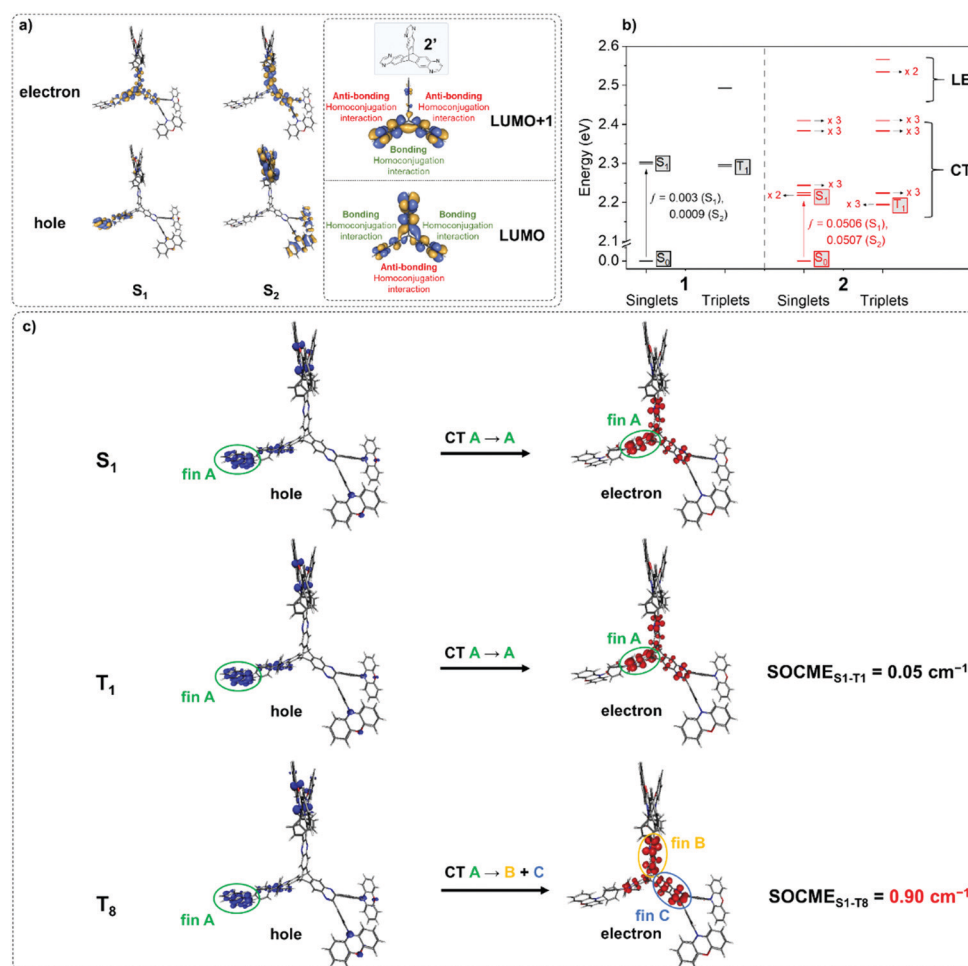 a)
electron
hole
S1
S2
2'
Anti-bonding
Homoconjugation
interaction
Anti-bonding
Homoconjugation
interaction
LUMO+1
Bonding
Homoconjugation
interaction
Bonding
Homoconjugation
interaction
Bonding
Homoconjugation
interaction
LUMO
Anti-bonding
Homoconjugation
interaction
b)
Energy (eV)
2.6
2.5
2.4
2.3
2.2
2.1
0.0
S1
T1
f = 0.003 (S1),
0.0009 (S2)
S0
x 2
LE
x 3
x 3
x 3
x 3
CT
x 3
x 2
S1
x 3
x 3
T1
f = 0.0506 (S1),
0.0507 (S2)
S0
1
2
Singlets Triplets Singlets Triplets
c)
S1
fin A
hole
CT A → A
fin A
electron
T1
fin A
hole
CT A → A
fin A
electron
SOCME S1-T1 = 0.05 cm⁻¹
T8
fin A
hole
CT A → B + C
fin B
fin C
electron
SOCME S1-T8 = 0.90 cm⁻¹